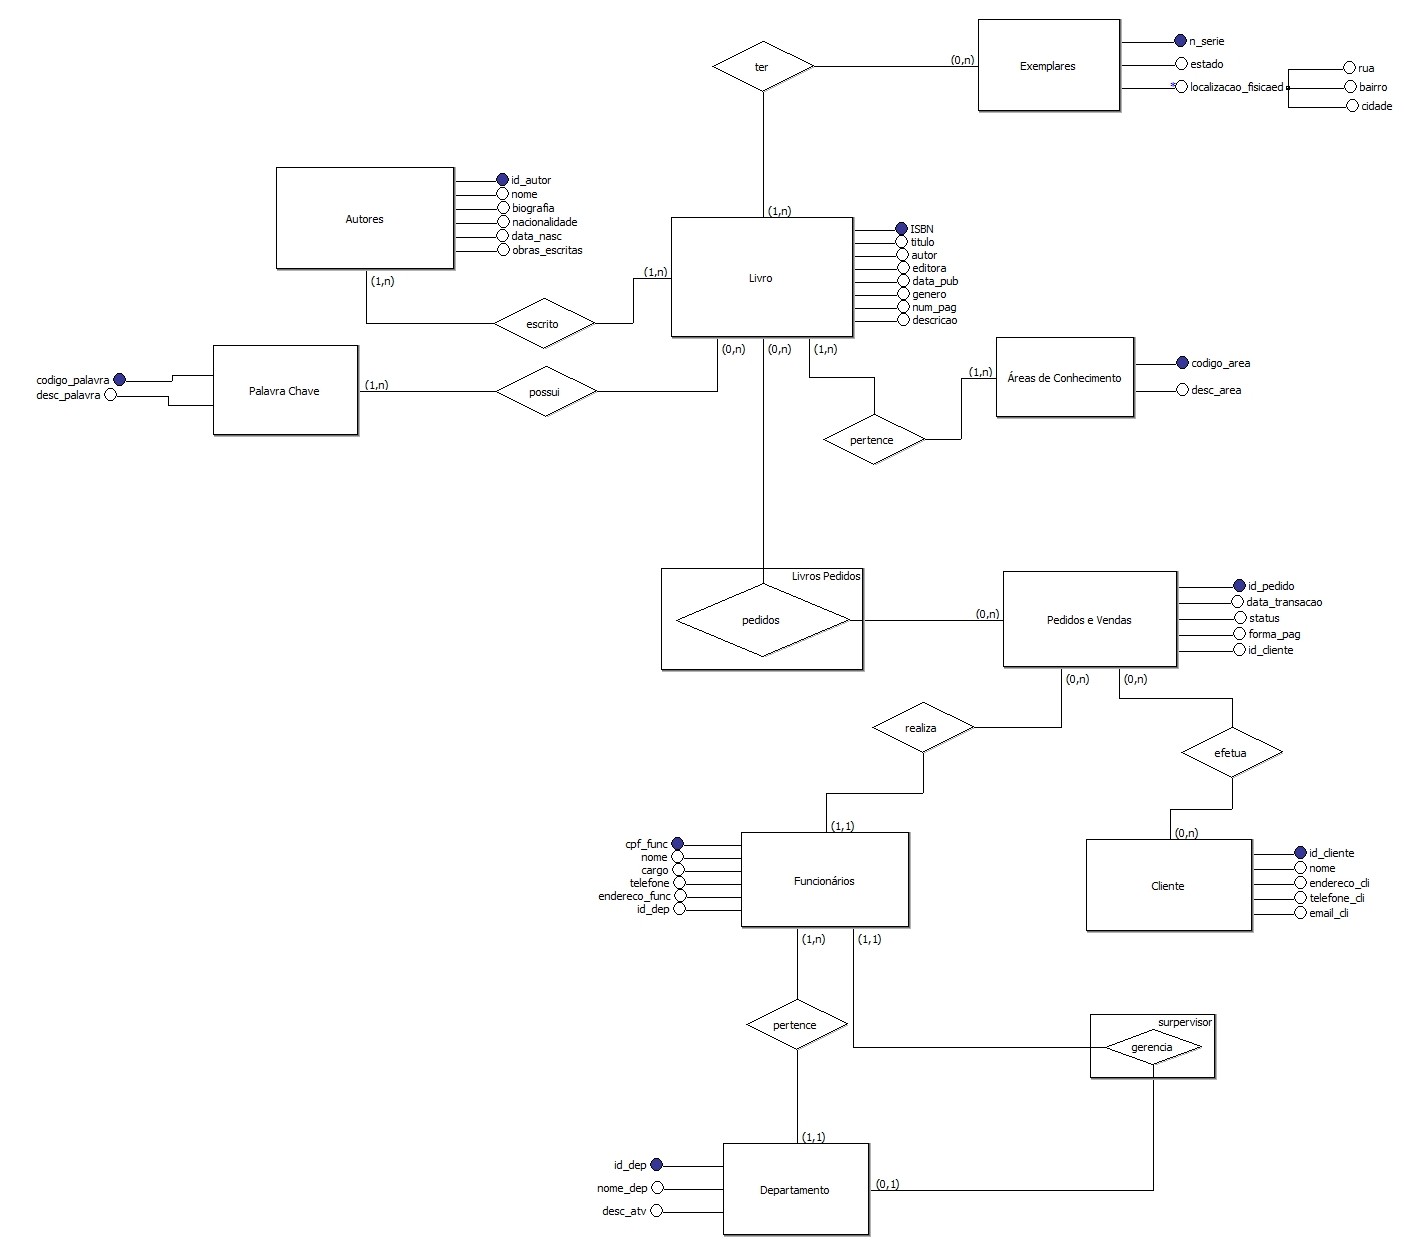 ter
(0,n)
Exemplares
n_serie
estado
*
localizacao_fisicaed
rua
bairro
cidade
Autores
id_autor
nome
biografia
nacionalidade
data_nasc
obras_escritas
(1,n)
(1,n)
Livro
ISBN
titulo
autor
editora
data_pub
genero
num_pag
descricao
(1,n)
escrito
(0,n)
(0,n)
(1,n)
codigo_palavra
desc_palavra
Palavra Chave
(1,n)
possui
(1,n)
Áreas de Conhecimento
codigo_area
desc_area
pertence
Livros Pedidos
pedidos
(0,n)
Pedidos e Vendas
id_pedido
data_transacao
status
forma_pag
id_cliente
(0,n)
(0,n)
realiza
efetua
(1,1)
(0,n)
cpf_func
nome
cargo
telefone
endereco_func
id_dep
Funcionários
Cliente
id_cliente
nome
endereco_cli
telefone_cli
email_cli
(1,n)
(1,1)
pertence
surpervisor
gerencia
(1,1)
id_dep
nome_dep
desc_atv
Departamento
(0,1)